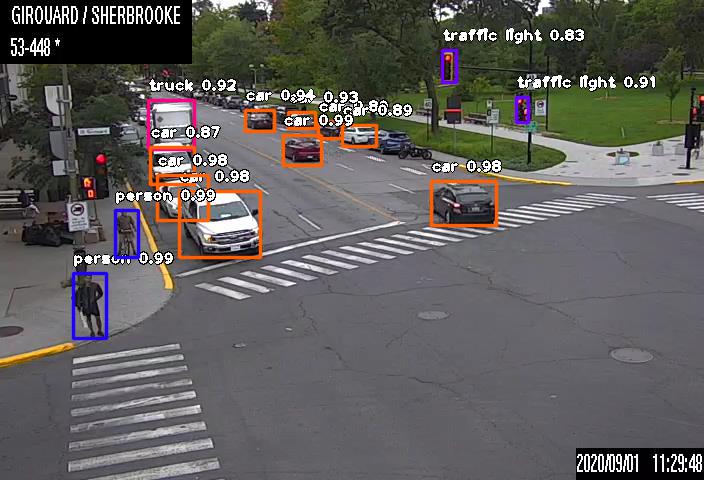 GIROUARD / SHERBROOKE
53-448 *
traffic light 0.83
traffic light 0.91
truck 0.92
car 0.94
0.93
car 0.89
car 0.99
car 0.87
car 0.98
car 0.98
car 0.98
person 0.99
person 0.99
2020/09/01 11:29:48